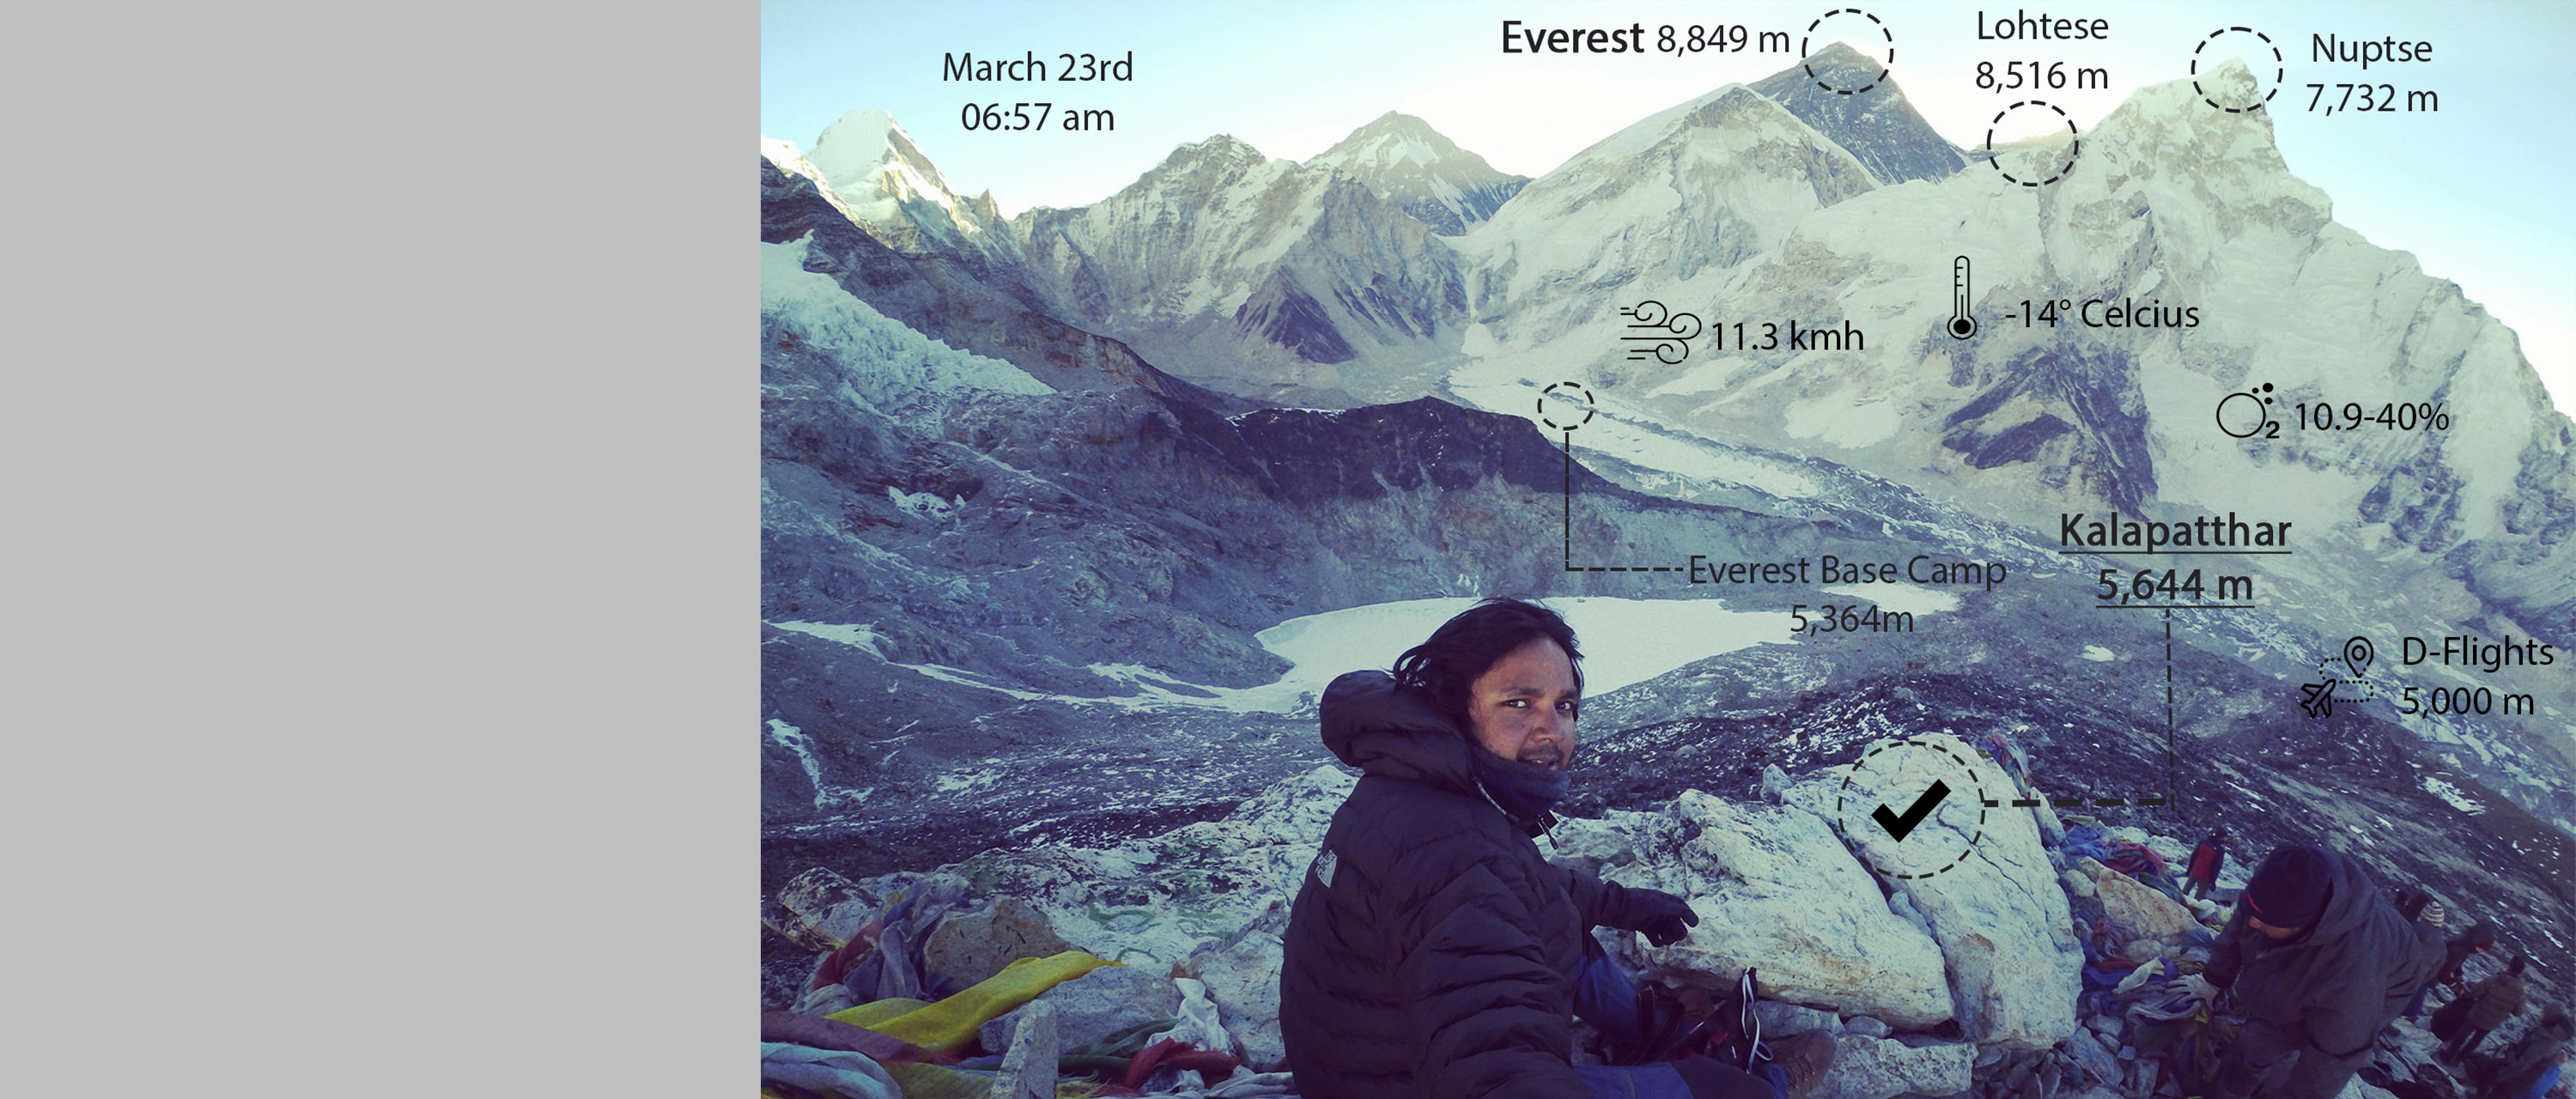 March 23rd
06:57 am
Everest 8,849 m
Lohtese
8,516 m
Nuptse
7,732 m
11.3 kmh
-14° Celcius
2 10.9-40%
Everest Base Camp
5,364m
Kalapatthar
5,644 m
D-Flights
5,000 m